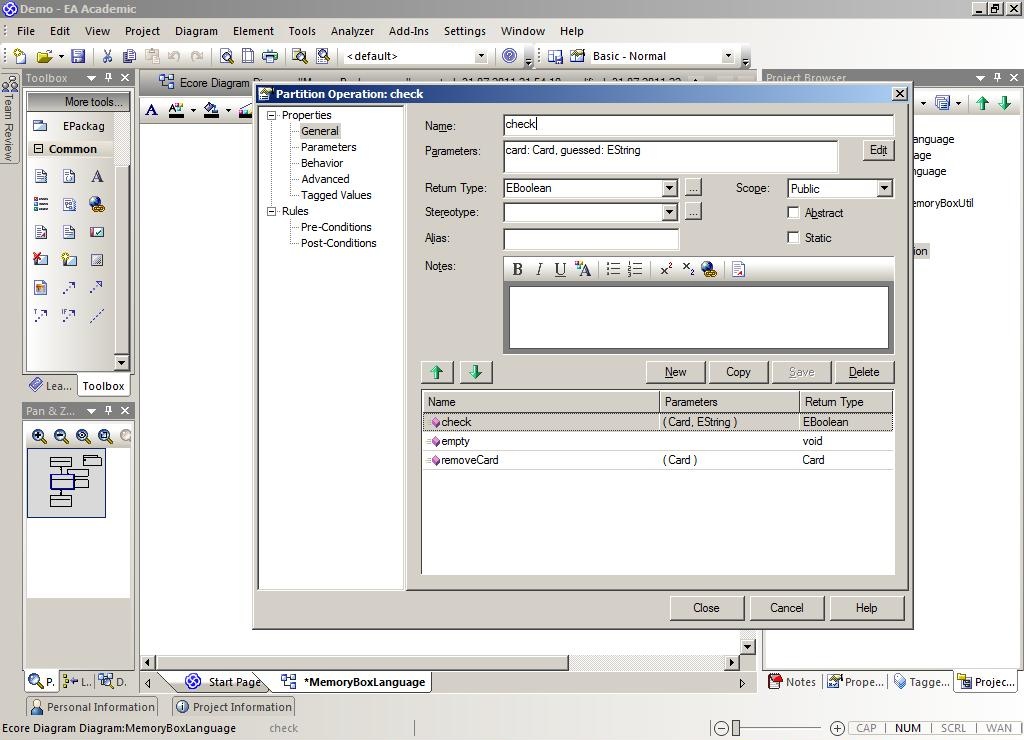 Demo - EA Academic
File Edit View Project Diagram Element Tools Analyzer Add-Ins Settings Window Help
<default> Basic - Normal
Toolbox
Ecore Diagram
Project Browser
Team Review
More tools...
EPackag
Common
Lea... Toolbox
Pan & Z...
Partition Operation: check
Properties
General
Parameters
Behavior
Advanced
Tagged Values
Rules
Pre-Conditions
Post-Conditions
Name: check
Parameters: card: Card, guessed: EString Edit
Return Type: EBoolean ... Scope: Public
Stereotype: ... Abstract
Alias: Static
Notes: B I U A x² x₂
New Copy Save Delete
Name Parameters Return Type
check ( Card, EString ) EBoolean
empty void
removeCard ( Card ) Card
Close Cancel Help
anguage
age
nguage
emoryBoxUtil
ion
P. L.. D.
Start Page *MemoryBoxLanguage
Notes Prope... Tagge... Projec...
Personal Information Project Information
Ecore Diagram Diagram:MemoryBoxLanguage check CAP NUM SCRL WAN